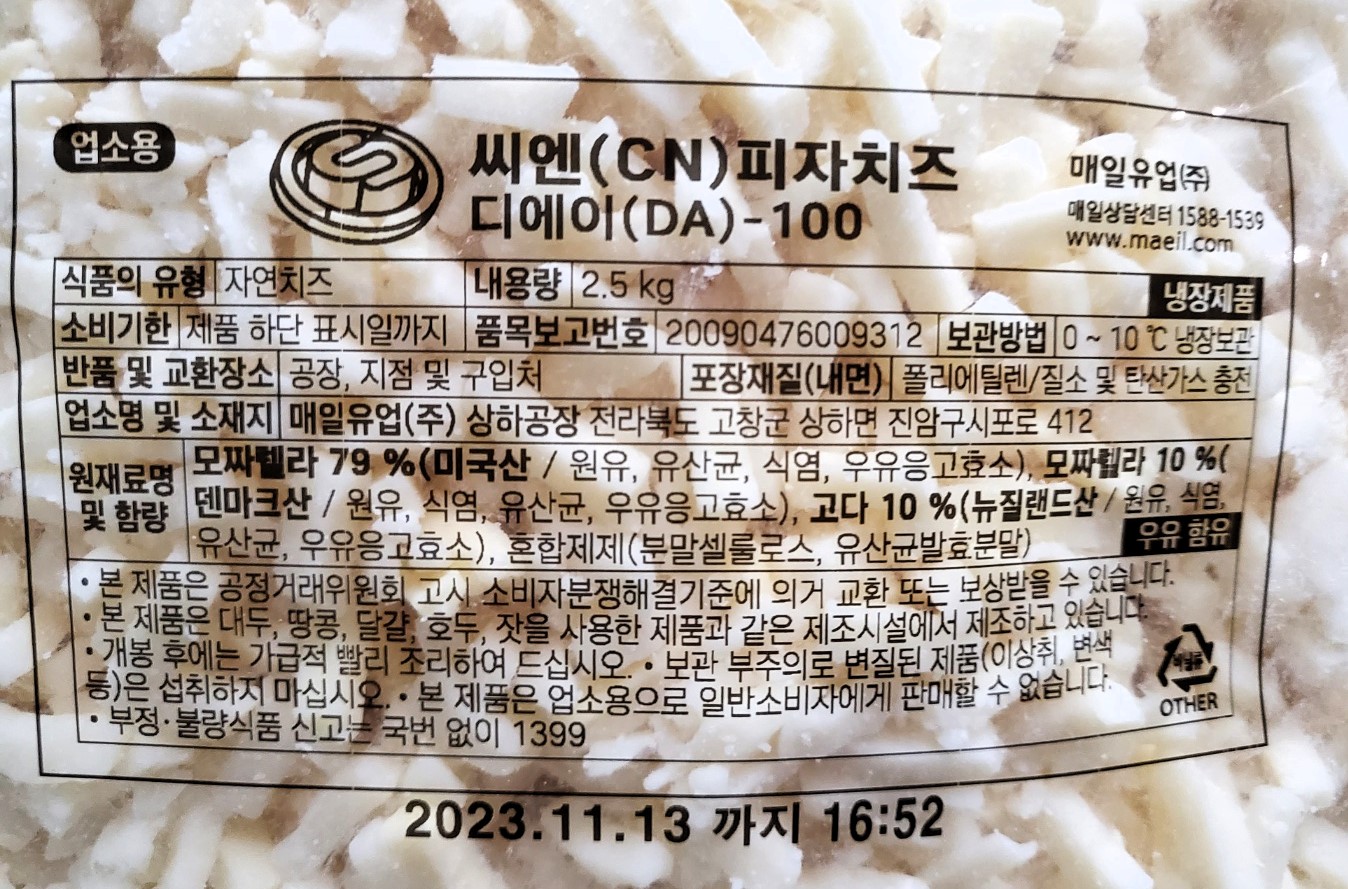 업소용
씨엔(CN)피자치즈
디에이(DA)-100
매일유업(주)
매일상담센터 1588-1539
www.maeil.com
식품의 유형 자연치즈 내용량 2.5 kg 냉장제품
소비기한 제품 하단 표시일까지 품목보고번호 20090476009312 보관방법 0 ~ 10 ℃ 냉장보관
반품 및 교환장소 공장, 지점 및 구입처 포장재질(내면) 폴리에틸렌/질소 및 탄산가스 충전
업소명 및 소재지 매일유업(주) 상하공장 전라북도 고창군 상하면 진암구시포로 412
원재료명
및 함량
모짜렐라 79 %(미국산 / 원유, 유산균, 식염, 우유응고효소), 모짜렐라 10 %(
덴마크산 / 원유, 식염, 유산균, 우유응고효소), 고다 10 %(뉴질랜드산 / 원유, 식염,
유산균, 우유응고효소), 혼합제제(분말셀룰로스, 유산균발효분말)
우유 함유
• 본 제품은 공정거래위원회 고시 소비자분쟁해결기준에 의거 교환 또는 보상받을 수 있습니다.
• 본 제품은 대두, 땅콩, 달걀, 호두, 잣을 사용한 제품과 같은 제조시설에서 제조하고 있습니다.
• 개봉 후에는 가급적 빨리 조리하여 드십시오. • 보관 부주의로 변질된 제품(이상취, 변색
등)은 섭취하지 마십시오. • 본 제품은 업소용으로 일반소비자에게 판매할 수 없습니다.
• 부정·불량식품 신고는 국번 없이 1399
비닐류
OTHER
2023.11.13 까지 16:52